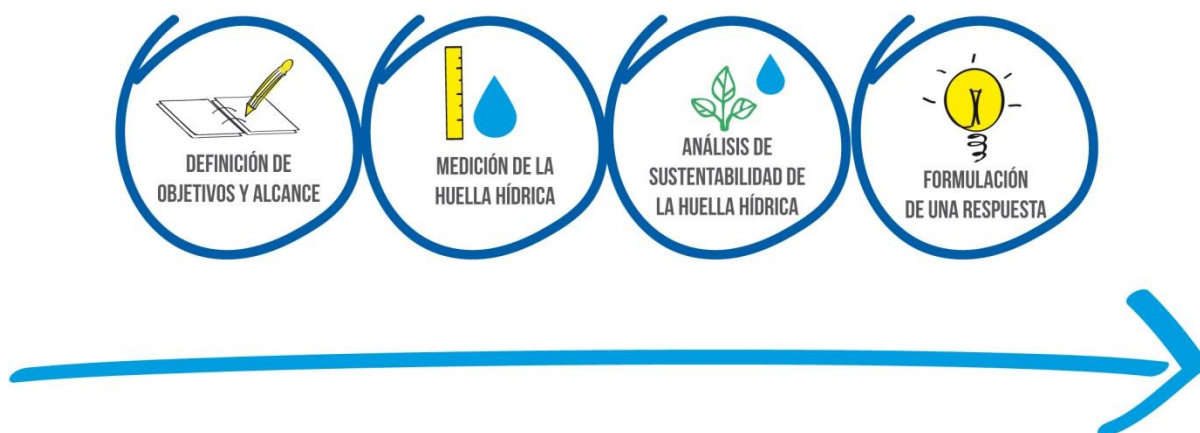 DEFINICIÓN DE
OBJETIVOS Y ALCANCE
MEDICIÓN DE LA
HUELLA HÍDRICA
ANÁLISIS DE
SUSTENTABILIDAD DE
LA HUELLA HÍDRICA
FORMULACIÓN
DE UNA RESPUESTA